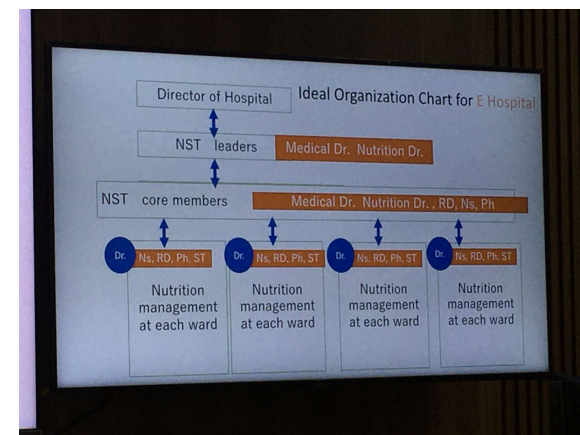 Ideal Organization Chart for E Hospital
Director of Hospital
NST leaders
Medical Dr. Nutrition Dr.
NST core members
Medical Dr. Nutrition Dr. , RD, Ns, Ph
Dr.
Ns, RD, Ph, ST
Nutrition
management
at each ward
Dr.
Ns, RD, Ph, ST
Nutrition
management
at each ward
Dr.
Ns, RD, Ph, ST
Nutrition
management
at each ward
Dr.
Ns, RD, Ph, ST
Nutrition
management
at each ward